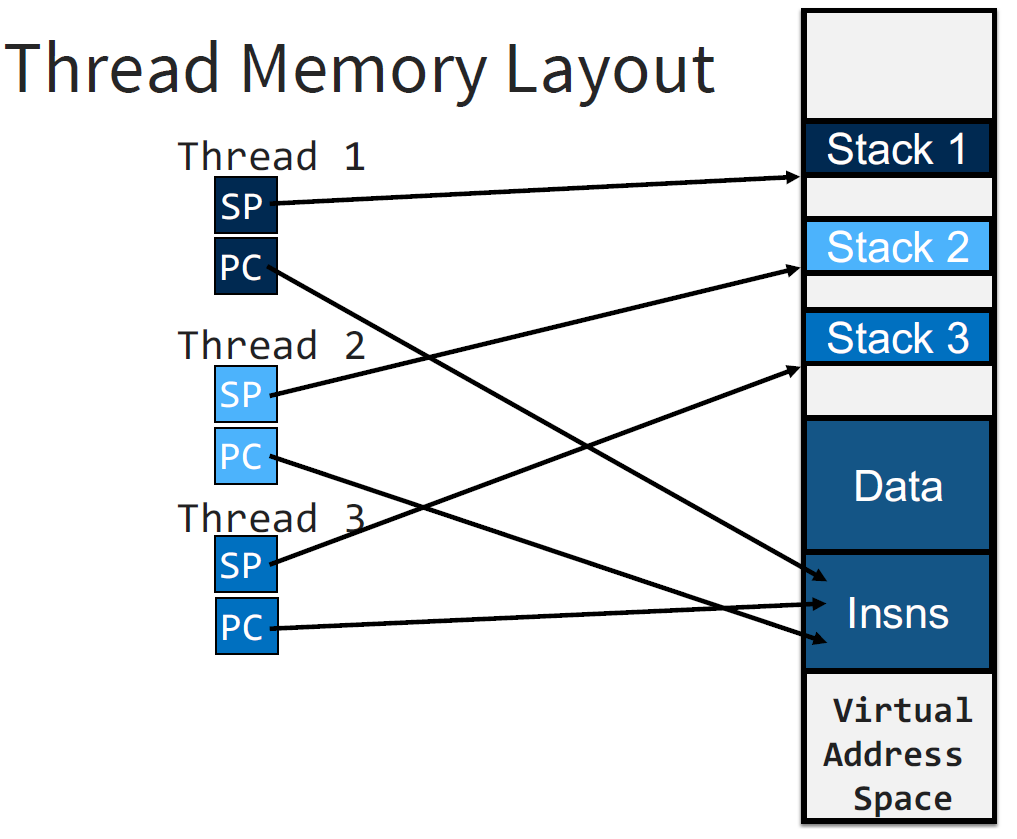 Thread Memory Layout
Thread 1
SP
PC
Thread 2
SP
PC
Thread 3
SP
PC
Stack 1
Stack 2
Stack 3
Data
Insns
Virtual
Address
Space